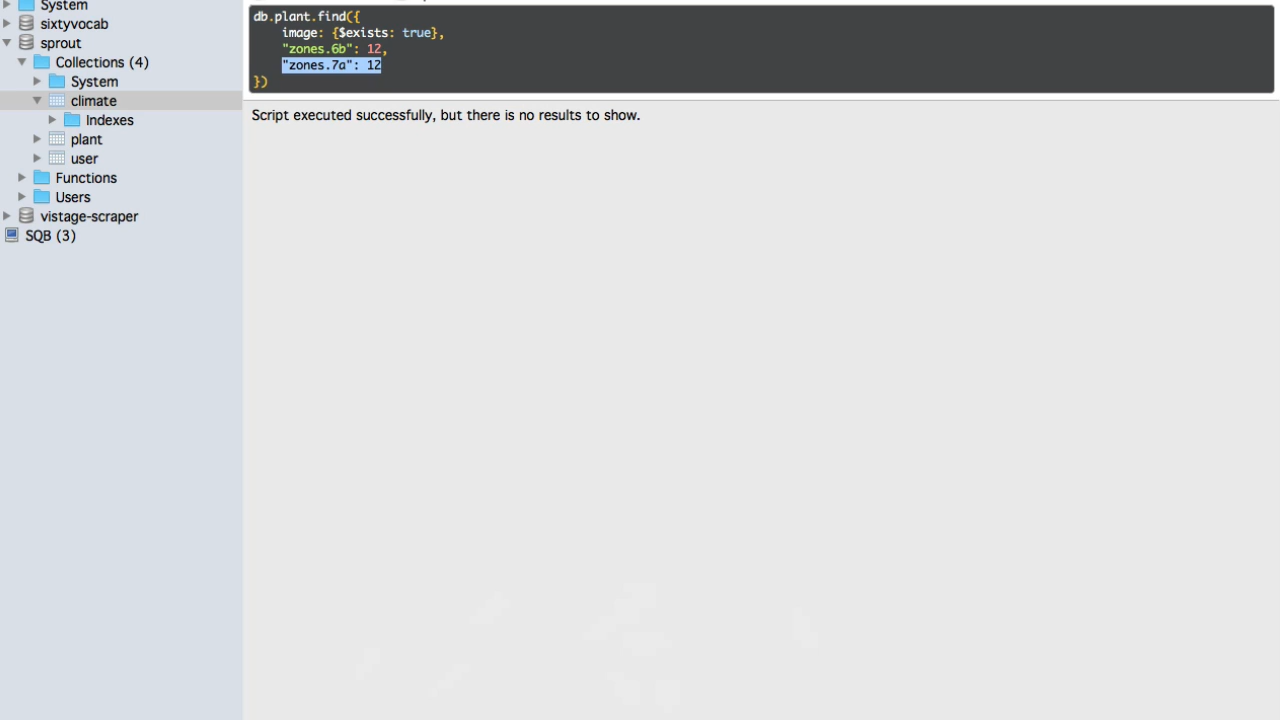 System
sixtyvocab
sprout
Collections (4)
System
climate
Indexes
plant
user
Functions
Users
vistage-scraper
SQB (3)
db.plant.find({
image: {$exists: true},
"zones.6b": 12,
"zones.7a": 12
})
Script executed successfully, but there is no results to show.